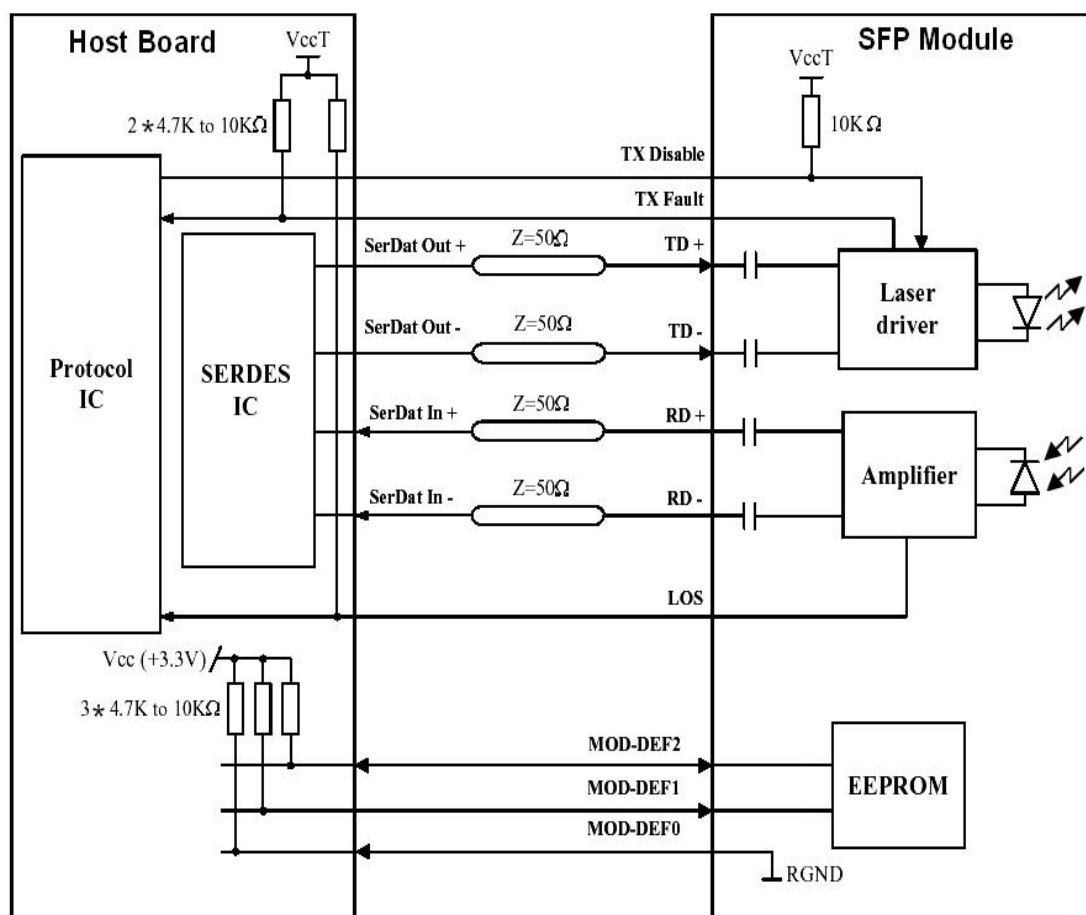 Host Board
SFP Module
VccT
VccT
2*4.7K to 10KΩ
10KΩ
TX Disable
TX Fault
SerDat Out +
Z=50Ω
TD +
SerDat Out -
Z=50Ω
TD -
Laser
driver
Protocol
IC
SERDES
IC
SerDat In +
Z=50Ω
RD +
SerDat In -
Z=50Ω
RD -
Amplifier
LOS
Vcc (+3.3V)
3*4.7K to 10KΩ
MOD-DEF2
MOD-DEF1
MOD-DEF0
EEPROM
RGND